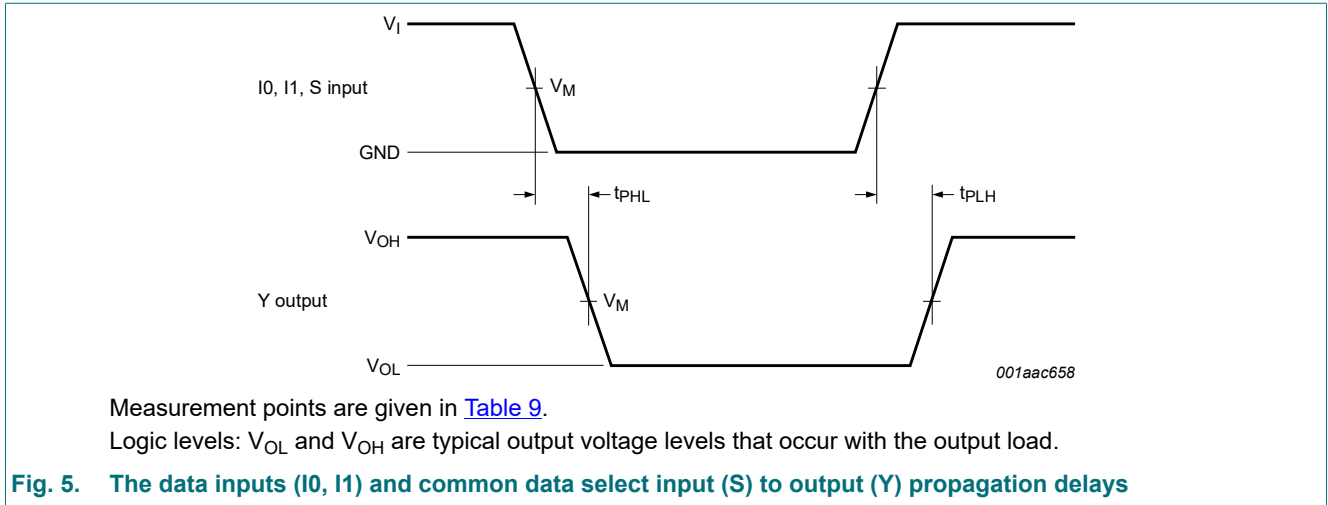 VI
I0, I1, S input
VM
GND
tPHL
tPLH
VOH
Y output
VM
VOL
001aac658
Measurement points are given in Table 9.
Logic levels: VOL and VOH are typical output voltage levels that occur with the output load.
Fig. 5. The data inputs (I0, I1) and common data select input (S) to output (Y) propagation delays